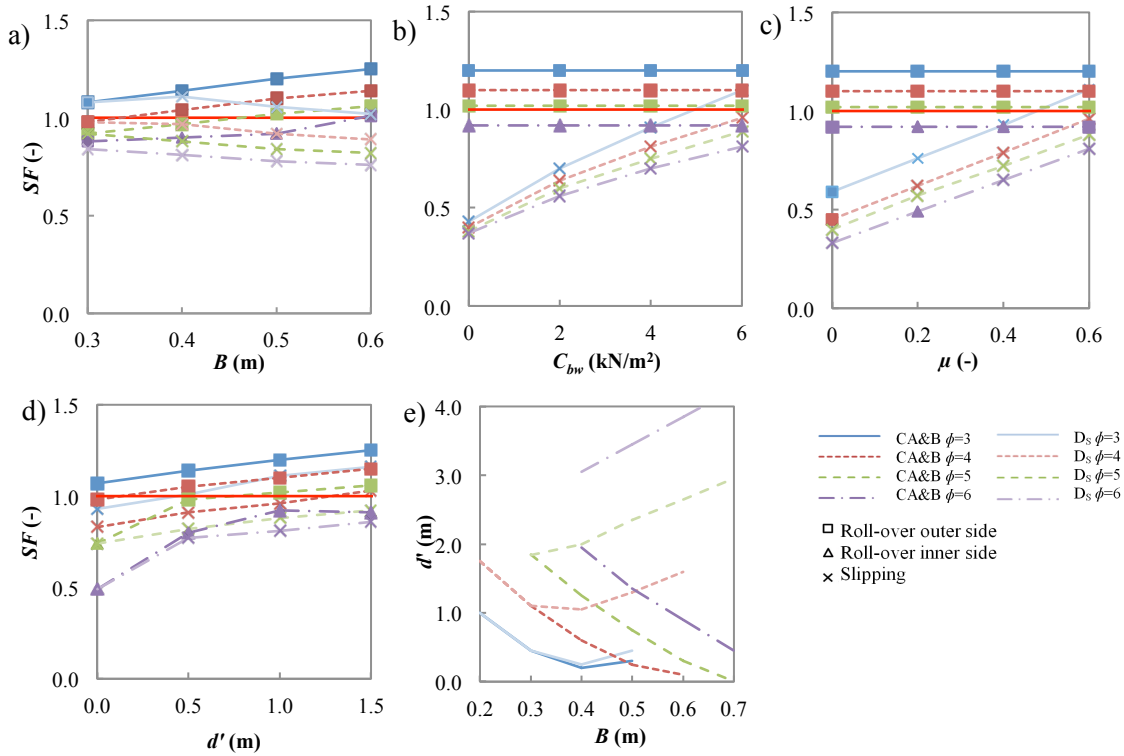 a)
1.5
1.0
0.5
0.0
SF (-)
0.3 0.4 0.5 0.6
B (m)
b)
1.5
1.0
0.5
0.0
0 2 4 6
C_bw (kN/m²)
c)
1.5
1.0
0.5
0.0
0 0.2 0.4 0.6
μ (-)
d)
1.5
1.0
0.5
0.0
SF (-)
0.0 0.5 1.0 1.5
d' (m)
e)
4.0
3.0
2.0
1.0
0.0
d' (m)
0.2 0.3 0.4 0.5 0.6 0.7
B (m)
CA&B ϕ=3 D_S ϕ=3
CA&B ϕ=4 D_S ϕ=4
CA&B ϕ=5 D_S ϕ=5
CA&B ϕ=6 D_S ϕ=6
Roll-over outer side
Roll-over inner side
Slipping